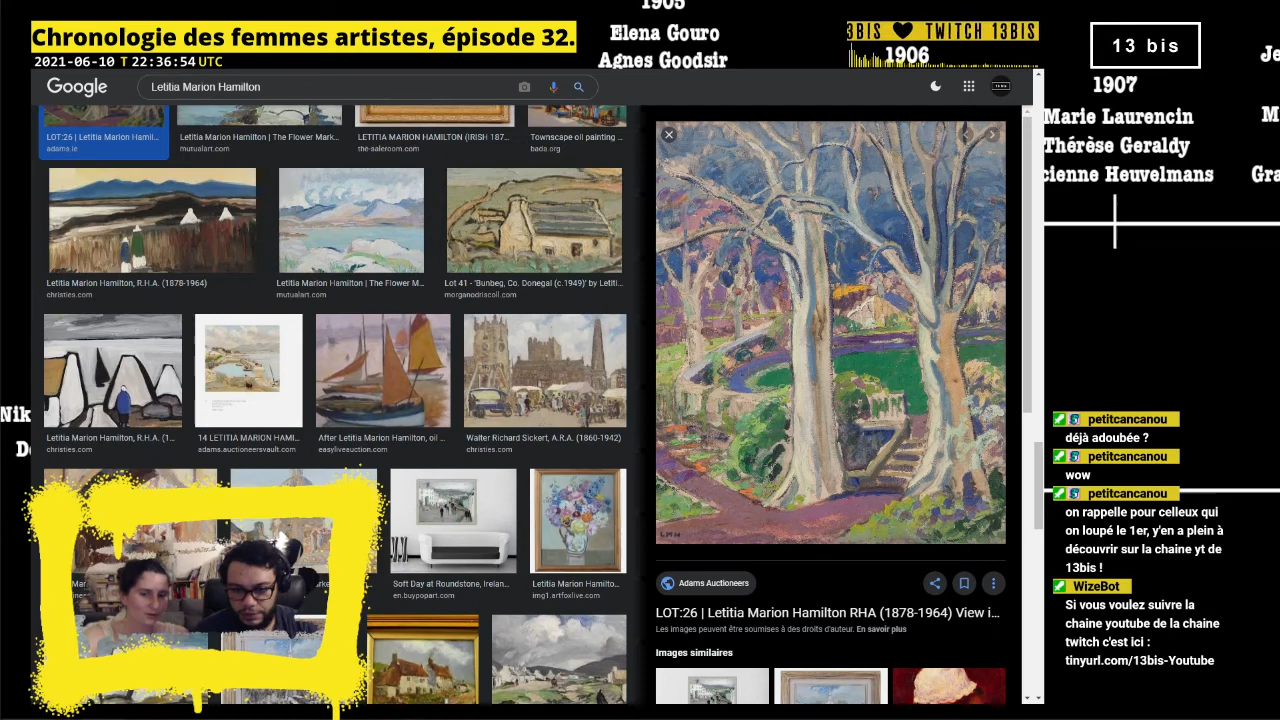 1905
Chronologie des femmes artistes, épisode 32.
2021-06-10 T 22:36:54 UTC
Elena Gouro
Agnes Goodsir
3BIS TWITCH 13BIS
1906
13 bis
Je
1907
Marie Laurencin
M
Thérèse Geraldy
cienne Heuvelmans
Gra
Google
Letitia Marion Hamilton
LOT:26 | Letitia Marion Hamil...
adams.ie
Letitia Marion Hamilton | The Flower Mark...
mutualart.com
LETITIA MARION HAMILTON (IRISH 187...
the-saleroom.com
Townscape oil painting ...
bada.org
Letitia Marion Hamilton, R.H.A. (1878-1964)
christies.com
Letitia Marion Hamilton | The Flower M...
mutualart.com
Lot 41 - 'Bunbeg, Co. Donegal (c.1949)' by Letiti...
morganodriscoll.com
Letitia Marion Hamilton, R.H.A. (1...
christies.com
14 LETITIA MARION HAMI...
adams.auctioneersvault.com
After Letitia Marion Hamilton, oil ...
easyliveauction.com
Walter Richard Sickert, A.R.A. (1860-1942)
christies.com
Nik
Soft Day at Roundstone, Irelan...
en.buypopart.com
Letitia Marion Hamilto...
img1.artfoxlive.com
LMH
Adams Auctioneers
LOT:26 | Letitia Marion Hamilton RHA (1878-1964) View i...
Les images peuvent être soumises à des droits d'auteur. En savoir plus
Images similaires
petitcancanou
déjà adoubée ?
petitcancanou
wow
petitcancanou
on rappelle pour celleux qui
on loupé le 1er, y'en a plein à
découvrir sur la chaine yt de
13bis !
WizeBot
Si vous voulez suivre la
chaine youtube de la chaine
twitch c'est ici :
tinyurl.com/13bis-Youtube